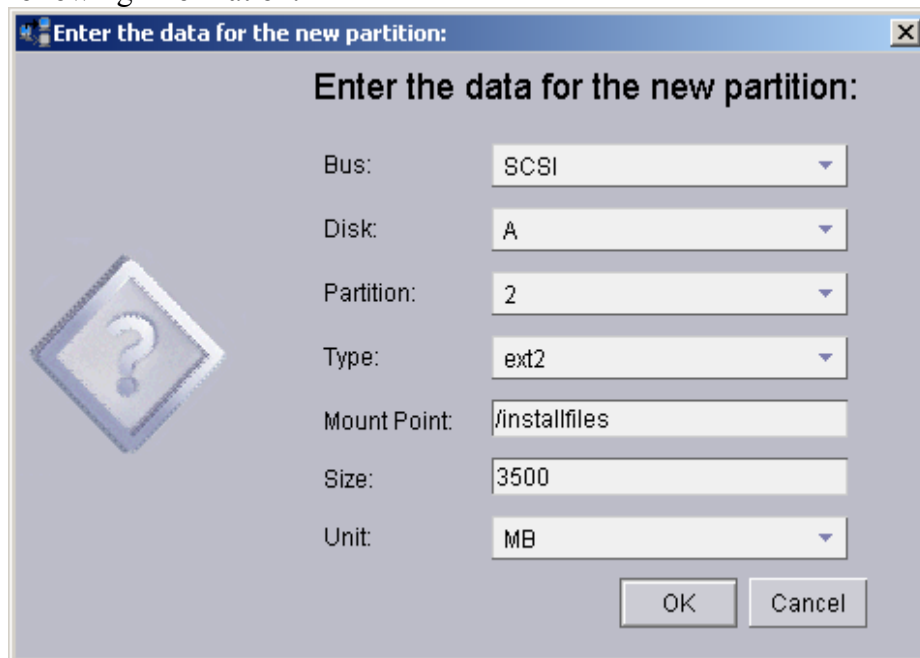 Enter the data for the new partition:
Enter the data for the new partition:
Bus: SCSI
Disk: A
Partition: 2
Type: ext2
Mount Point: /installfiles
Size: 3500
Unit: MB
OK Cancel